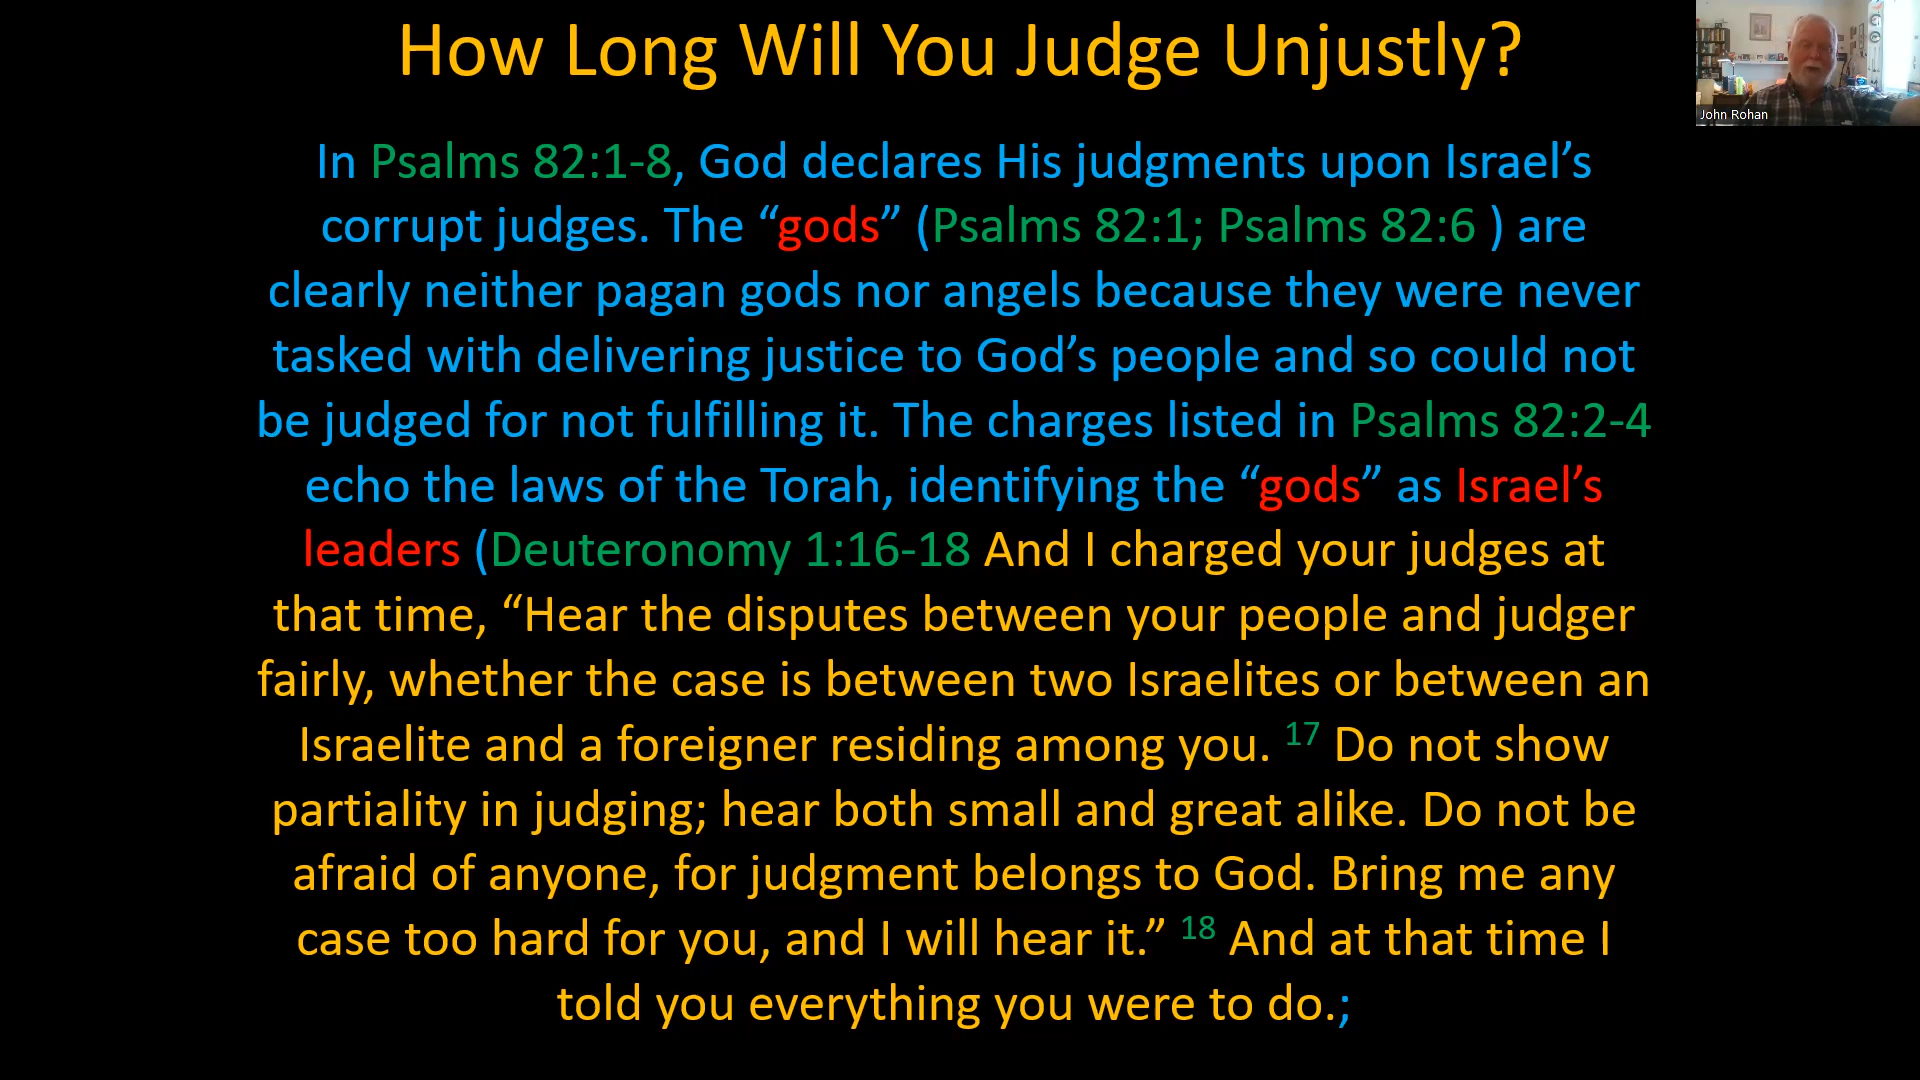 How Long Will You Judge Unjustly?
John Rohan
In Psalms 82:1-8, God declares His judgments upon Israel’s
corrupt judges. The “gods” (Psalms 82:1; Psalms 82:6 ) are
clearly neither pagan gods nor angels because they were never
tasked with delivering justice to God’s people and so could not
be judged for not fulfilling it. The charges listed in Psalms 82:2-4
echo the laws of the Torah, identifying the “gods” as Israel’s
leaders (Deuteronomy 1:16-18 And I charged your judges at
that time, “Hear the disputes between your people and judger
fairly, whether the case is between two Israelites or between an
Israelite and a foreigner residing among you. 17 Do not show
partiality in judging; hear both small and great alike. Do not be
afraid of anyone, for judgment belongs to God. Bring me any
case too hard for you, and I will hear it.” 18 And at that time I
told you everything you were to do.;